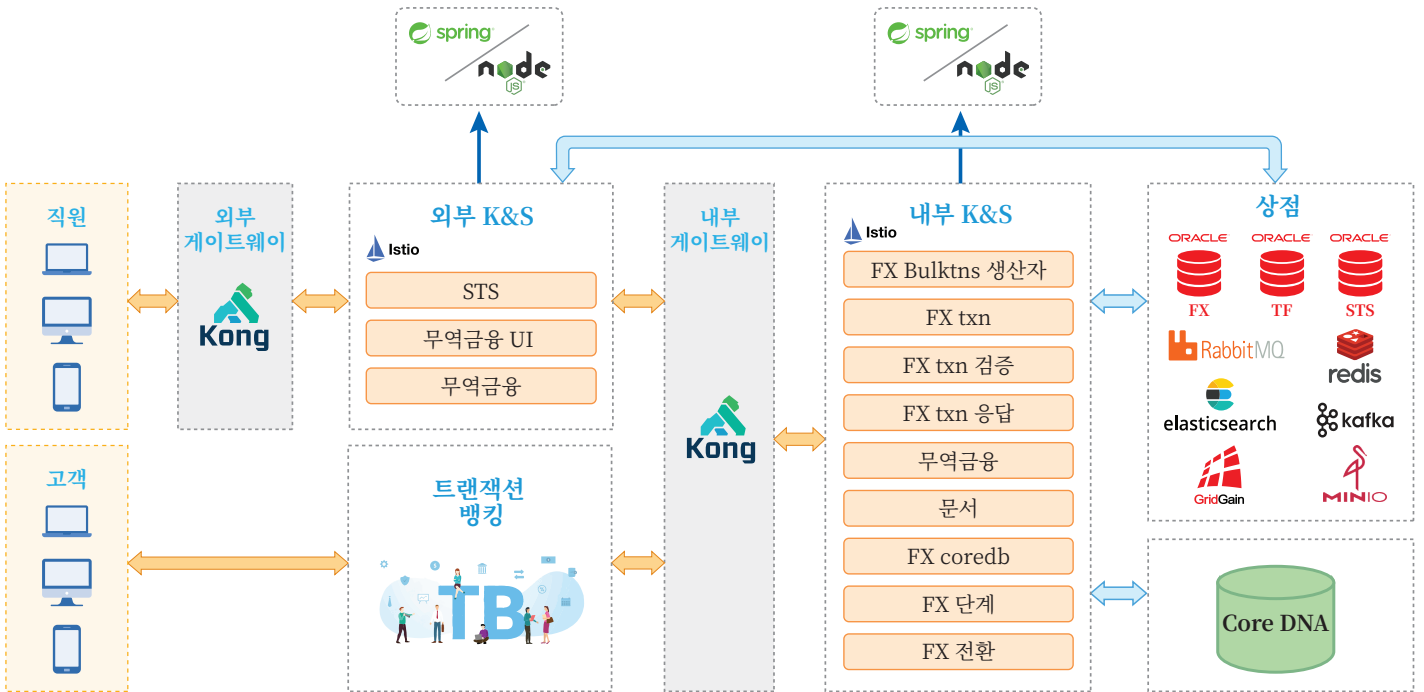 spring
node
JS
spring
node
JS
직원
외부
게이트웨이
Kong
외부 K&S
Istio
STS
무역금융 UI
무역금융
내부
게이트웨이
Kong
내부 K&S
Istio
FX Bulktns 생산자
FX txn
FX txn 검증
FX txn 응답
무역금융
문서
FX coredb
FX 단계
FX 전환
상점
ORACLE ORACLE ORACLE
FX TF STS
RabbitMQ
redis
elasticsearch
kafka
GridGain
MINIO
고객
트랜잭션
뱅킹
TB
Core DNA